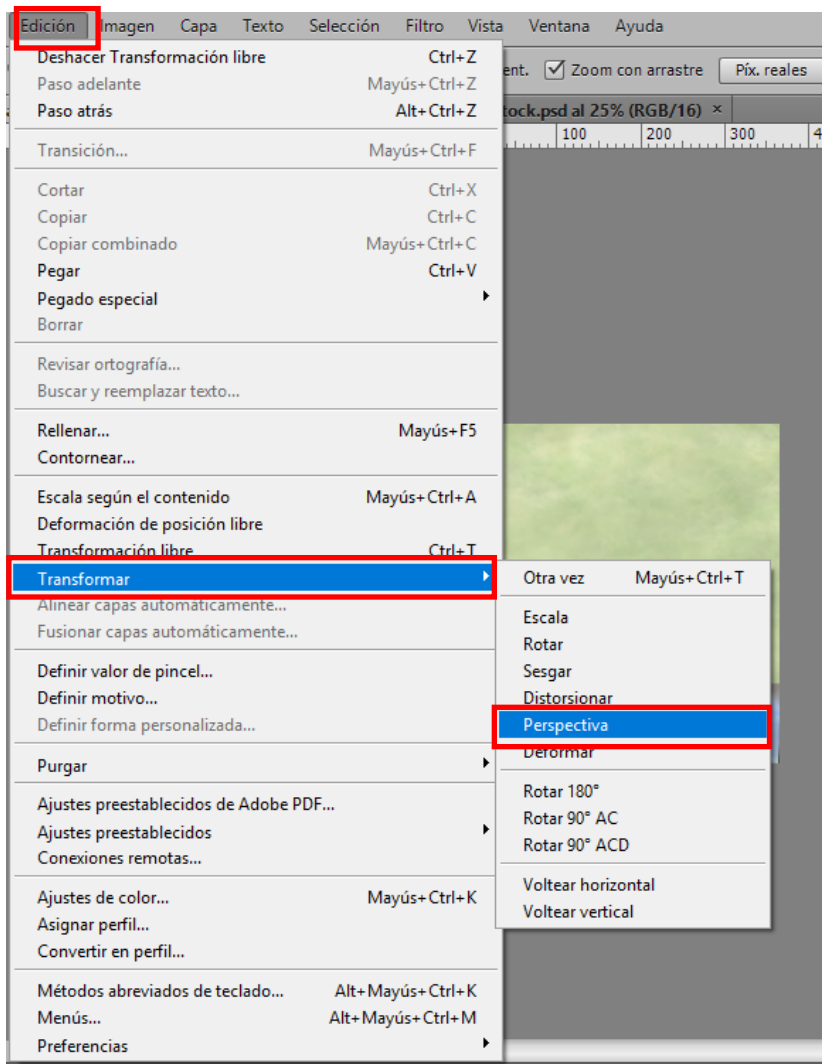 Edición Imagen Capa Texto Selección Filtro Vista Ventana Ayuda
ent. Zoom con arrastre Píx. reales
tock.psd al 25% (RGB/16) ×
100 200 300 4
Deshacer Transformación libre Ctrl+Z
Paso adelante Mayús+Ctrl+Z
Paso atrás Alt+Ctrl+Z
Transición... Mayús+Ctrl+F
Cortar Ctrl+X
Copiar Ctrl+C
Copiar combinado Mayús+Ctrl+C
Pegar Ctrl+V
Pegado especial
Borrar
Revisar ortografía...
Buscar y reemplazar texto...
Rellenar... Mayús+F5
Contornear...
Escala según el contenido Mayús+Ctrl+A
Deformación de posición libre
Transformación libre Ctrl+T
Transformar
Alinear capas automáticamente...
Fusionar capas automáticamente...
Definir valor de pincel...
Definir motivo...
Definir forma personalizada...
Purgar
Ajustes preestablecidos de Adobe PDF...
Ajustes preestablecidos
Conexiones remotas...
Ajustes de color... Mayús+Ctrl+K
Asignar perfil...
Convertir en perfil...
Métodos abreviados de teclado... Alt+Mayús+Ctrl+K
Menús... Alt+Mayús+Ctrl+M
Preferencias
Otra vez Mayús+Ctrl+T
Escala
Rotar
Sesgar
Distorsionar
Perspectiva
Deformar
Rotar 180°
Rotar 90° AC
Rotar 90° ACD
Voltear horizontal
Voltear vertical